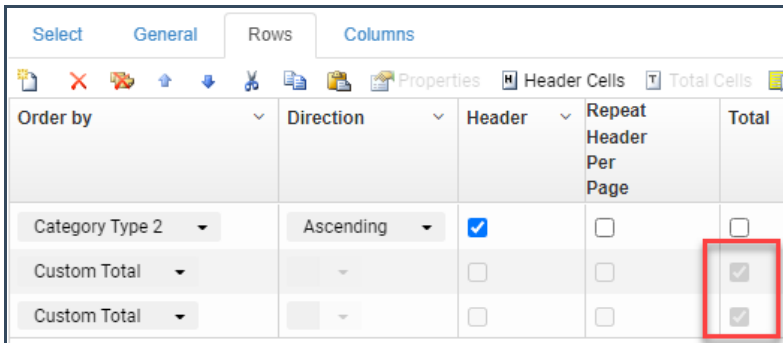 Select General Rows Columns
Properties Header Cells Total Cells
Order by Direction Header Repeat Header Per Page Total
Category Type 2 Ascending
Custom Total
Custom Total